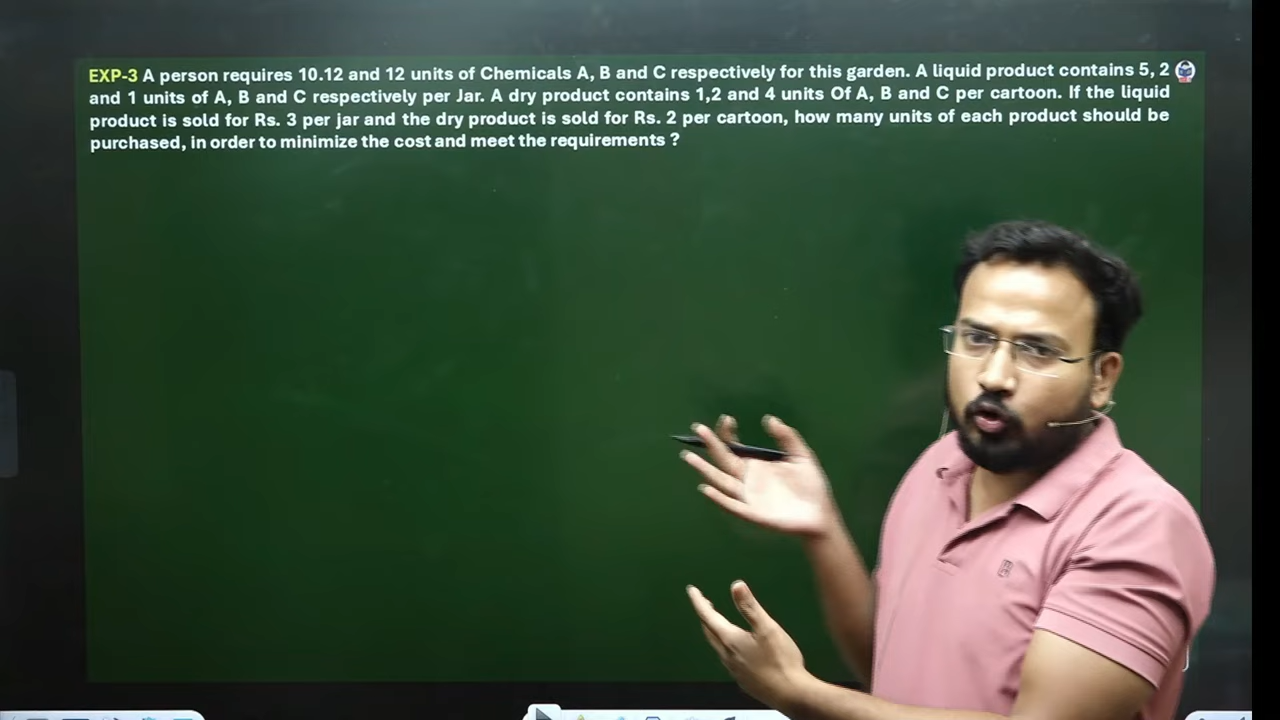 EXP-3 A person requires 10.12 and 12 units of Chemicals A, B and C respectively for this garden. A liquid product contains 5, 2
and 1 units of A, B and C respectively per Jar. A dry product contains 1,2 and 4 units Of A, B and C per cartoon. If the liquid
product is sold for Rs. 3 per jar and the dry product is sold for Rs. 2 per cartoon, how many units of each product should be
purchased, in order to minimize the cost and meet the requirements ?